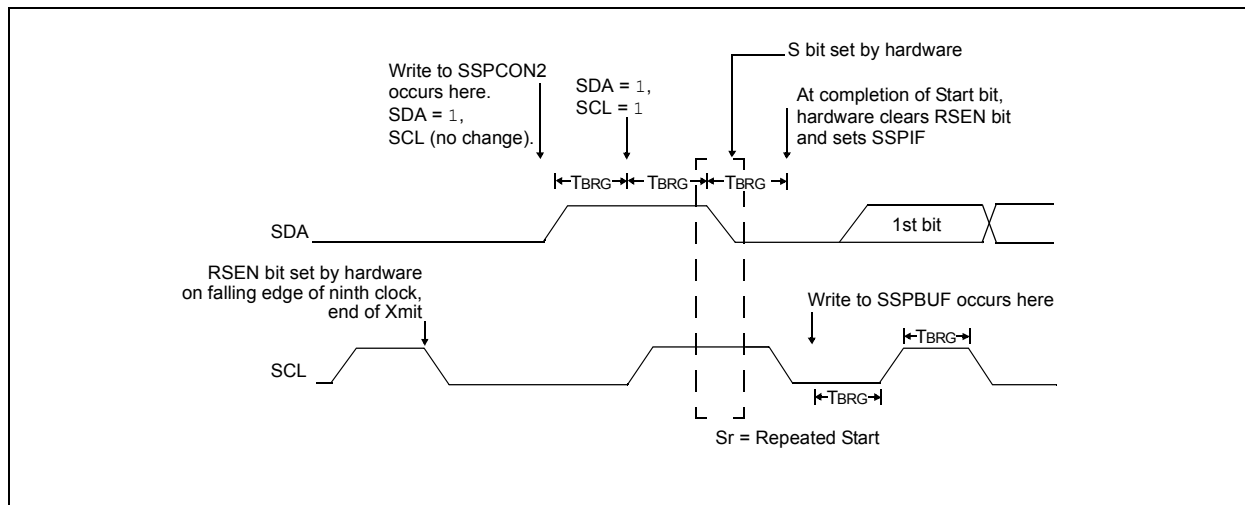 S bit set by hardware
Write to SSPCON2
occurs here.
SDA = 1,
SCL (no change).
SDA = 1,
SCL = 1
At completion of Start bit,
hardware clears RSEN bit
and sets SSPIF
TBRG
TBRG
TBRG
SDA
1st bit
RSEN bit set by hardware
on falling edge of ninth clock,
end of Xmit
Write to SSPBUF occurs here
TBRG
SCL
TBRG
Sr = Repeated Start